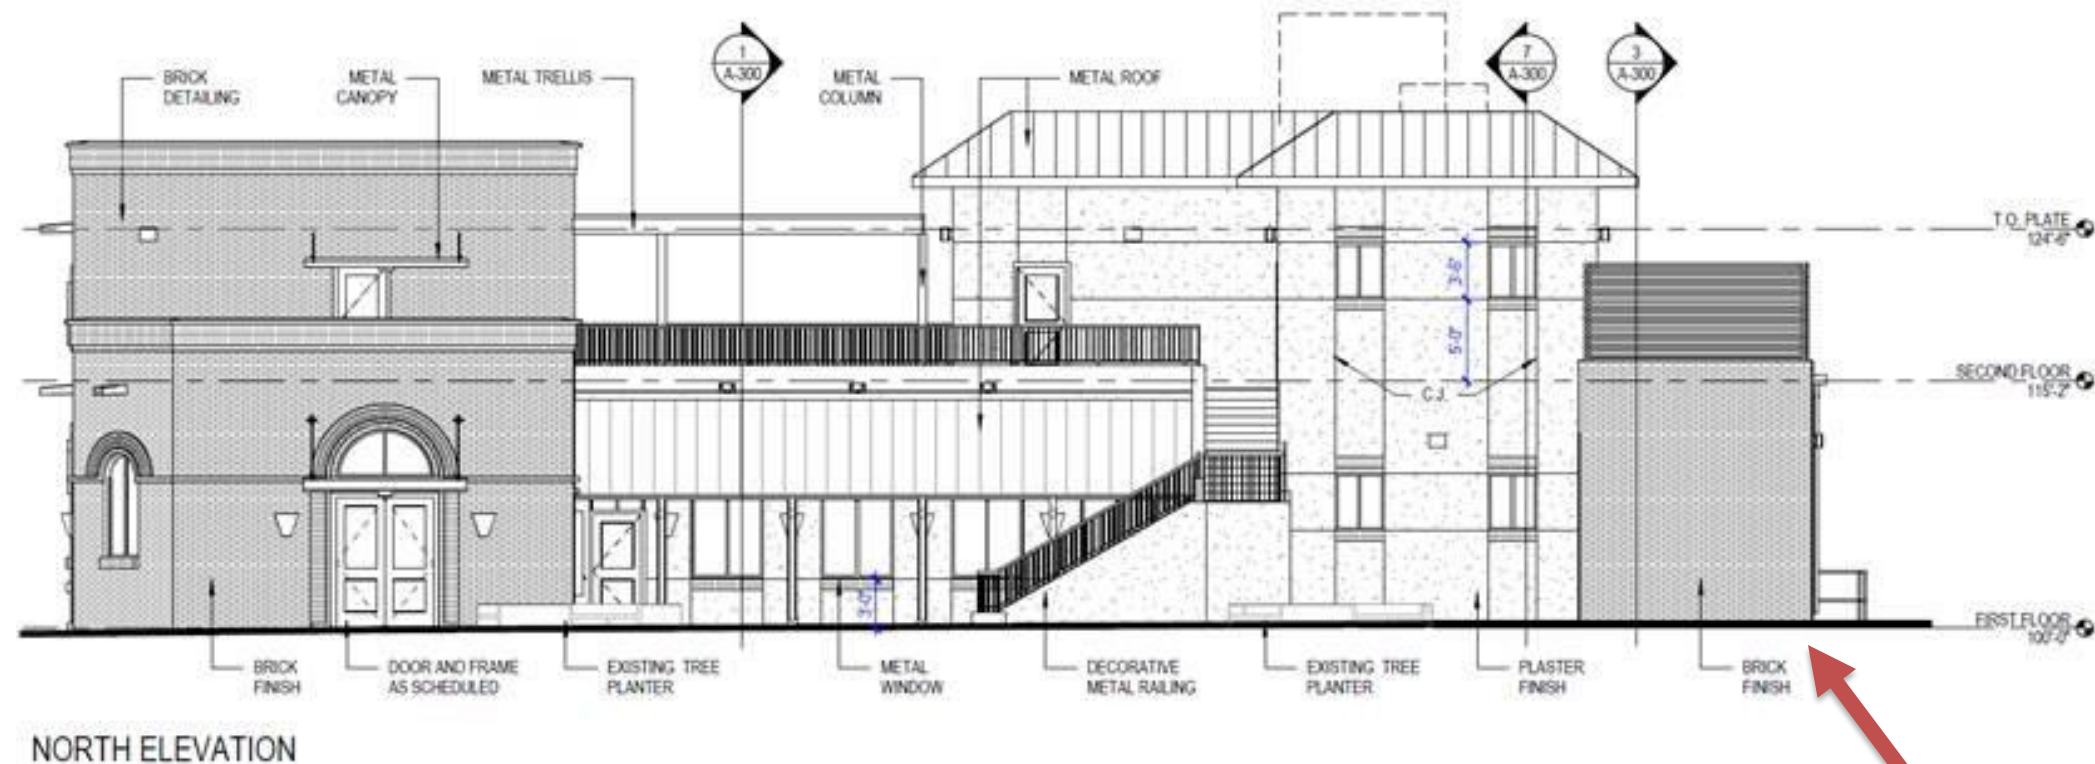 1
A-300
7
A-300
3
A-300
BRICK
DETAILING
METAL
CANOPY
METAL TRELLIS
METAL
COLUMN
METAL ROOF
T.O. PLATE
124'-6"
3'-6"
5'-0"
SECOND FLOOR
115'-2"
C.J.
3'-0"
FIRST FLOOR
100'-0"
BRICK
FINISH
DOOR AND FRAME
AS SCHEDULED
EXISTING TREE
PLANTER
METAL
WINDOW
DECORATIVE
METAL RAILING
EXISTING TREE
PLANTER
PLASTER
FINISH
BRICK
FINISH
NORTH ELEVATION